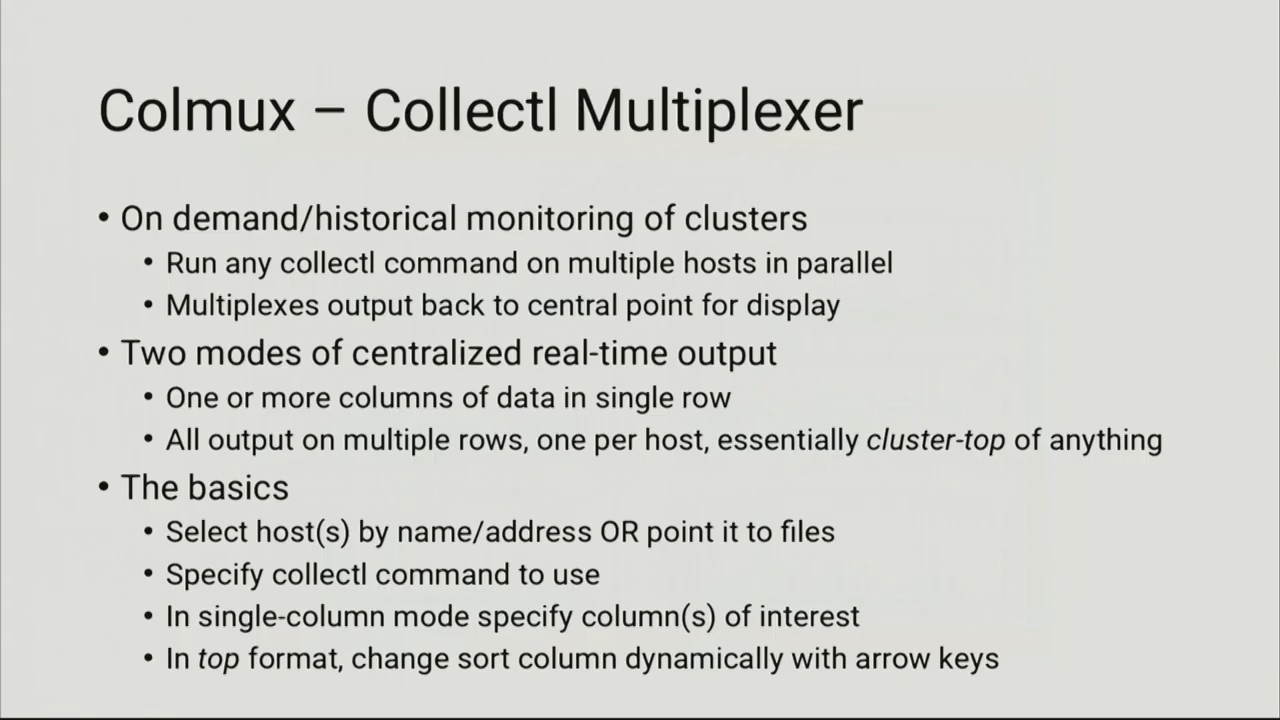 Colmux – Collectl Multiplexer
• On demand/historical monitoring of clusters
• Run any collectl command on multiple hosts in parallel
• Multiplexes output back to central point for display
• Two modes of centralized real-time output
• One or more columns of data in single row
• All output on multiple rows, one per host, essentially cluster-top of anything
• The basics
• Select host(s) by name/address OR point it to files
• Specify collectl command to use
• In single-column mode specify column(s) of interest
• In top format, change sort column dynamically with arrow keys